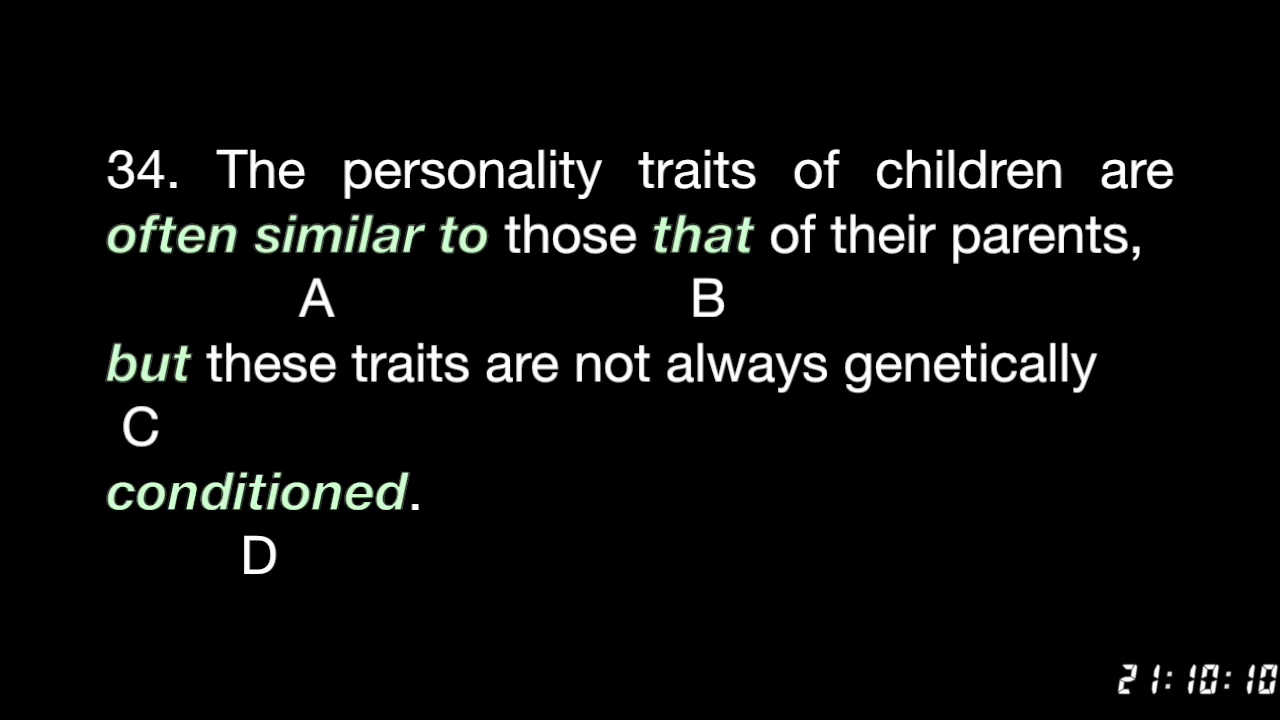 34. The personality traits of children are
often similar to those that of their parents,
A B
but these traits are not always genetically
C
conditioned.
D
21:10:10